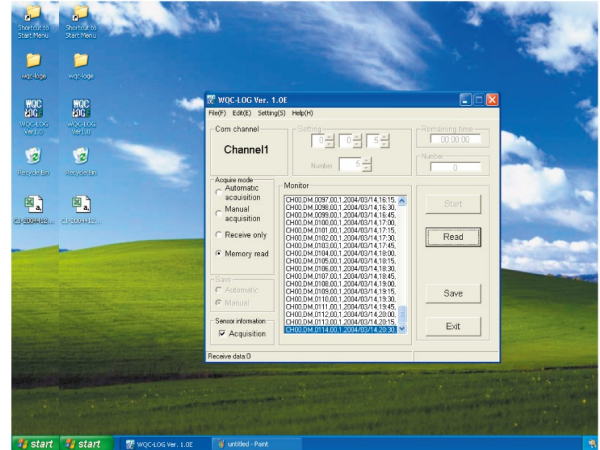 Shortcut to Start Menu
Shortcut to Start Menu
wqc-loge
wqc-loge
WQC LOG
WQC LOG
WQC-LOG Ver1.0
WQC-LOG Ver1.0
Recycle Bin
Recycle Bin
WQC-LOG Ver. 1.0E
File(F) Edit(E) Setting(S) Help(H)
Com channel
Channel1
Setting
0 0 5
Number 5
Remaining time
00:00:00
Number
0
Acquire mode
Automatic acquisition
Manual acquisition
Receive only
Memory read
Save
Automatic
Manual
Sensor information
Acquisition
Monitor
CH00,DM,0097,00,1,2004/03/14,16:15,
CH00,DM,0098,00,1,2004/03/14,16:30,
CH00,DM,0099,00,1,2004/03/14,16:45,
CH00,DM,0100,00,1,2004/03/14,17:00,
CH00,DM,0101,00,1,2004/03/14,17:15,
CH00,DM,0102,00,1,2004/03/14,17:30,
CH00,DM,0103,00,1,2004/03/14,17:45,
CH00,DM,0104,00,1,2004/03/14,18:00,
CH00,DM,0105,00,1,2004/03/14,18:15,
CH00,DM,0106,00,1,2004/03/14,18:30,
CH00,DM,0107,00,1,2004/03/14,18:45,
CH00,DM,0108,00,1,2004/03/14,19:00,
CH00,DM,0109,00,1,2004/03/14,19:15,
CH00,DM,0110,00,1,2004/03/14,19:30,
CH00,DM,0111,00,1,2004/03/14,19:45,
CH00,DM,0112,00,1,2004/03/14,20:00,
CH00,DM,0113,00,1,2004/03/14,20:15,
CH00,DM,0114,00,1,2004/03/14,20:30,
Start
Read
Save
Exit
Receive data:0
start
start
WQC-LOG Ver. 1.0E
untitled - Paint